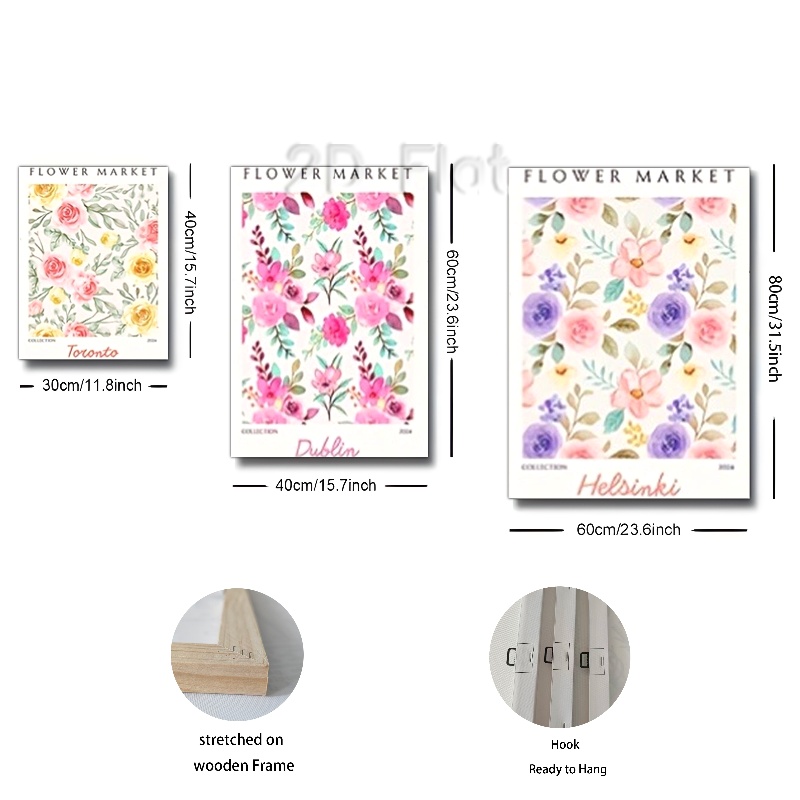 2D Flat
FLOWER MARKET
COLLECTION 2024
Toronto
40cm/15.7inch
30cm/11.8inch
FLOWER MARKET
COLLECTION 2024
Dublin
60cm/23.6inch
40cm/15.7inch
FLOWER MARKET
COLLECTION 2024
Helsinki
80cm/31.5inch
60cm/23.6inch
stretched on
wooden Frame
Hook
Ready to Hang